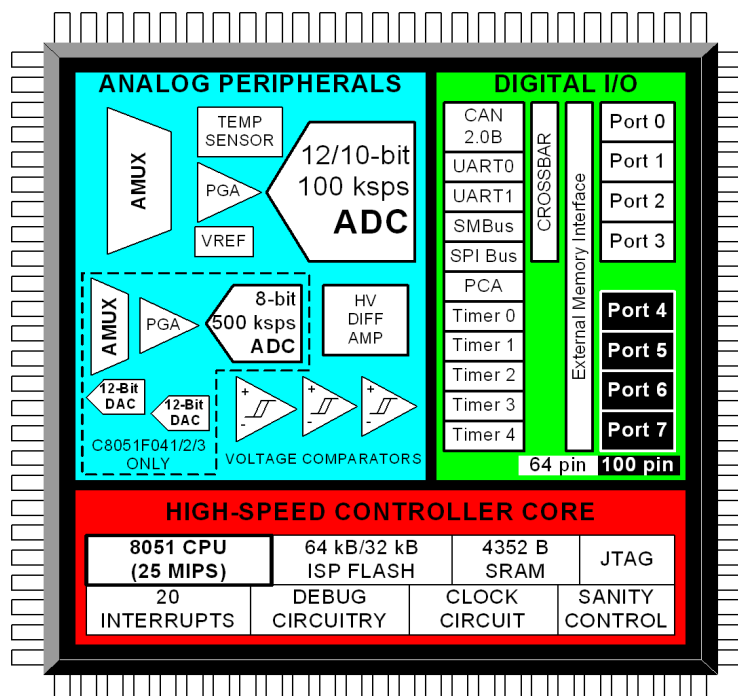 ANALOG PERIPHERALS
AMUX
TEMP
SENSOR
PGA
VREF
12/10-bit
100 ksps
ADC
AMUX
PGA
8-bit
500 ksps
ADC
HV
DIFF
AMP
12-Bit
DAC
12-Bit
DAC
C8051F041/2/3
ONLY
+
-
+
-
+
-
VOLTAGE COMPARATORS
DIGITAL I/O
CAN
2.0B
UART0
UART1
SMBus
SPI Bus
PCA
Timer 0
Timer 1
Timer 2
Timer 3
Timer 4
CROSSBAR
External Memory Interface
Port 0
Port 1
Port 2
Port 3
Port 4
Port 5
Port 6
Port 7
64 pin 100 pin
HIGH-SPEED CONTROLLER CORE
8051 CPU
(25 MIPS)
64 kB/32 kB
ISP FLASH
4352 B
SRAM
JTAG
20
INTERRUPTS
DEBUG
CIRCUITRY
CLOCK
CIRCUIT
SANITY
CONTROL